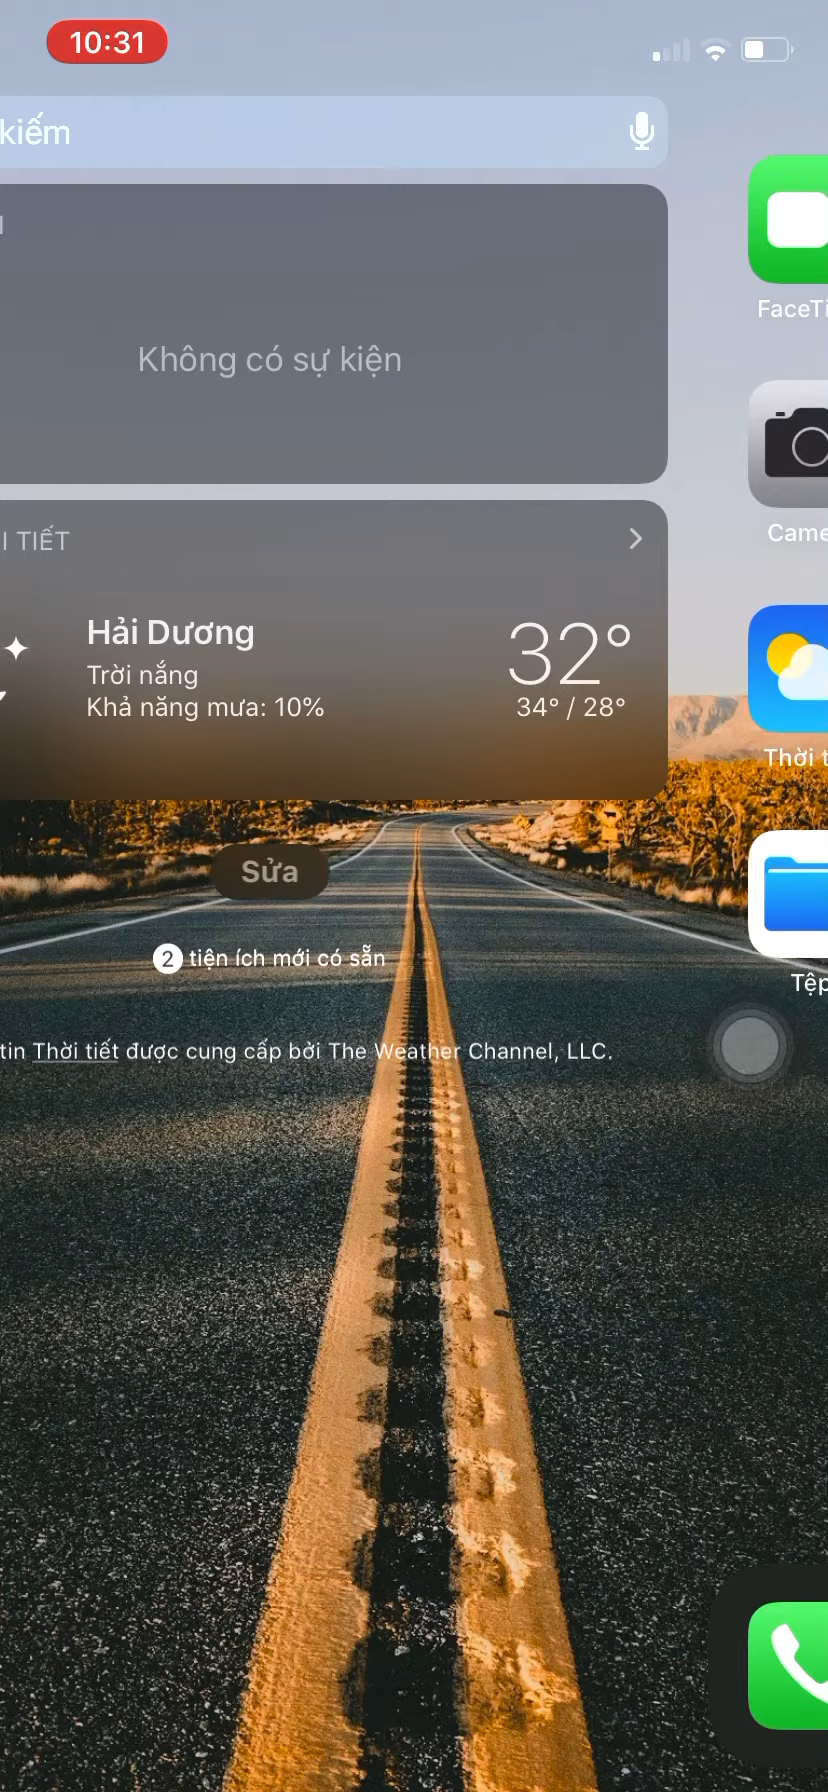 10:31
kiếm
Không có sự kiện
I TIẾT
Hải Dương
Trời nắng
Khả năng mưa: 10%
32°
34° / 28°
Sửa
2 tiện ích mới có sẵn
tin Thời tiết được cung cấp bởi The Weather Channel, LLC.
FaceTi
Came
Thời t
Tệp